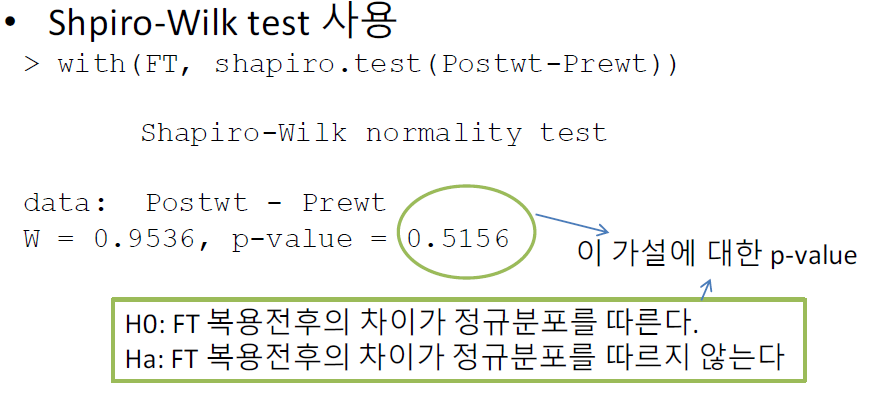 • Shpiro-Wilk test 사용
> with(FT, shapiro.test(Postwt-Prewt))
Shapiro-Wilk normality test
data: Postwt - Prewt
W = 0.9536, p-value = 0.5156
이 가설에 대한 p-value
H0: FT 복용전후의 차이가 정규분포를 따른다.
Ha: FT 복용전후의 차이가 정규분포를 따르지 않는다